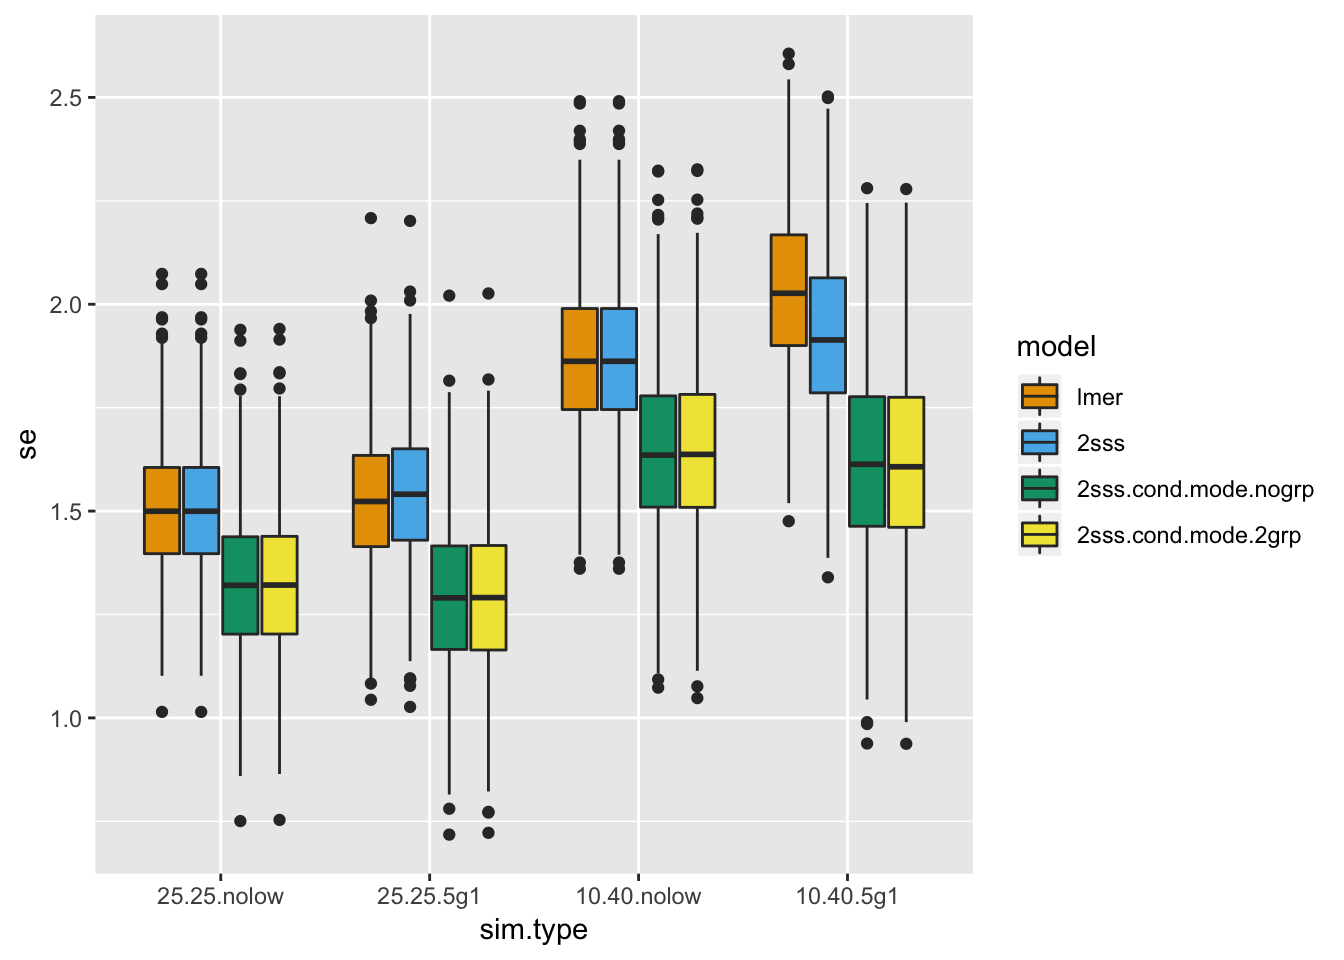 2.5
2.0
1.5
1.0
se
25.25.nolow 25.25.5g1 10.40.nolow 10.40.5g1
sim.type
model
lmer
2sss
2sss.cond.mode.nogrp
2sss.cond.mode.2grp